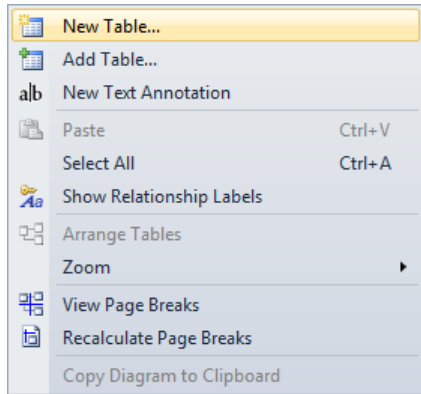 New Table...
Add Table...
a|b New Text Annotation
Paste Ctrl+V
Select All Ctrl+A
Aa Show Relationship Labels
Arrange Tables
Zoom
View Page Breaks
Recalculate Page Breaks
Copy Diagram to Clipboard